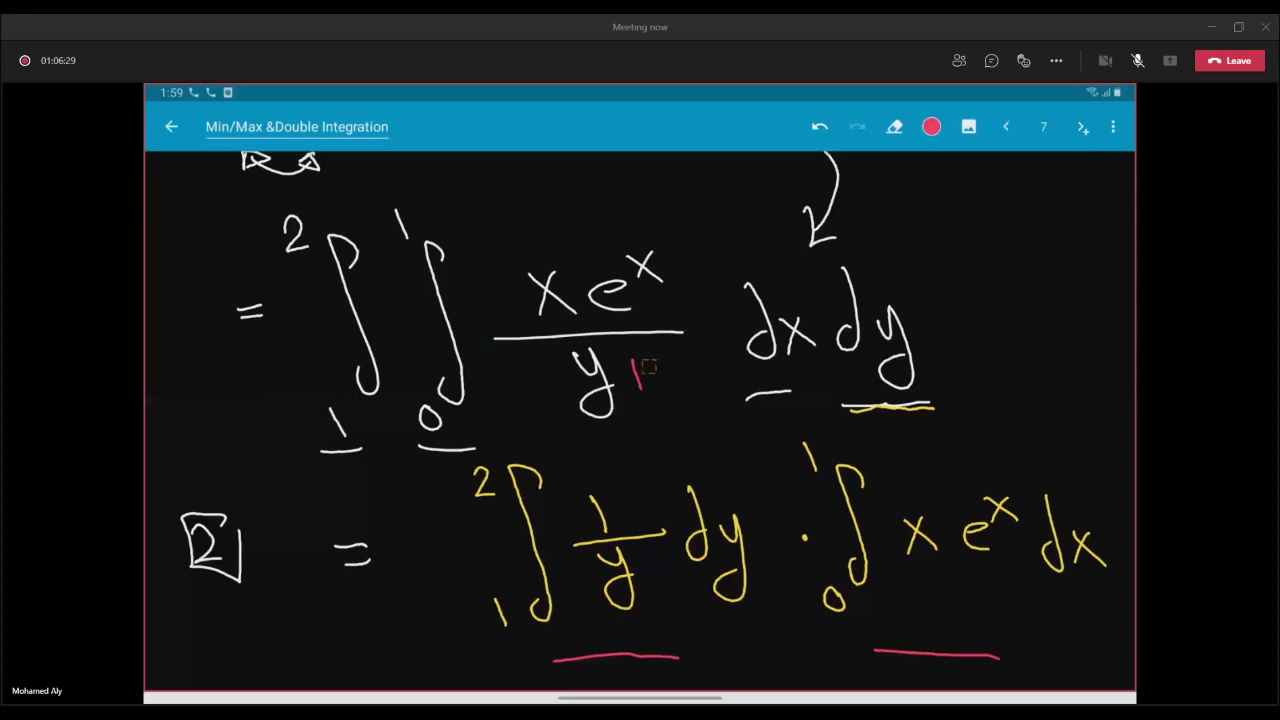 Meeting now
01:06:29
Leave
1:59
Min/Max &Double Integration
7
= ∫₁² ∫₀¹ xeˣ/y dx dy
2 = ∫₁² 1/y dy · ∫₀¹ x eˣ dx
Mohamed Aly